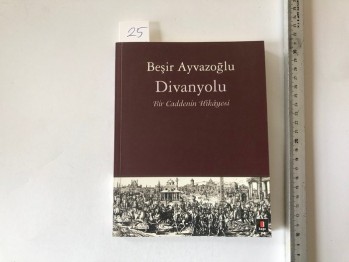 25
Beşir Ayvazoğlu
Divanyolu
Bir Caddenin Hikâyesi